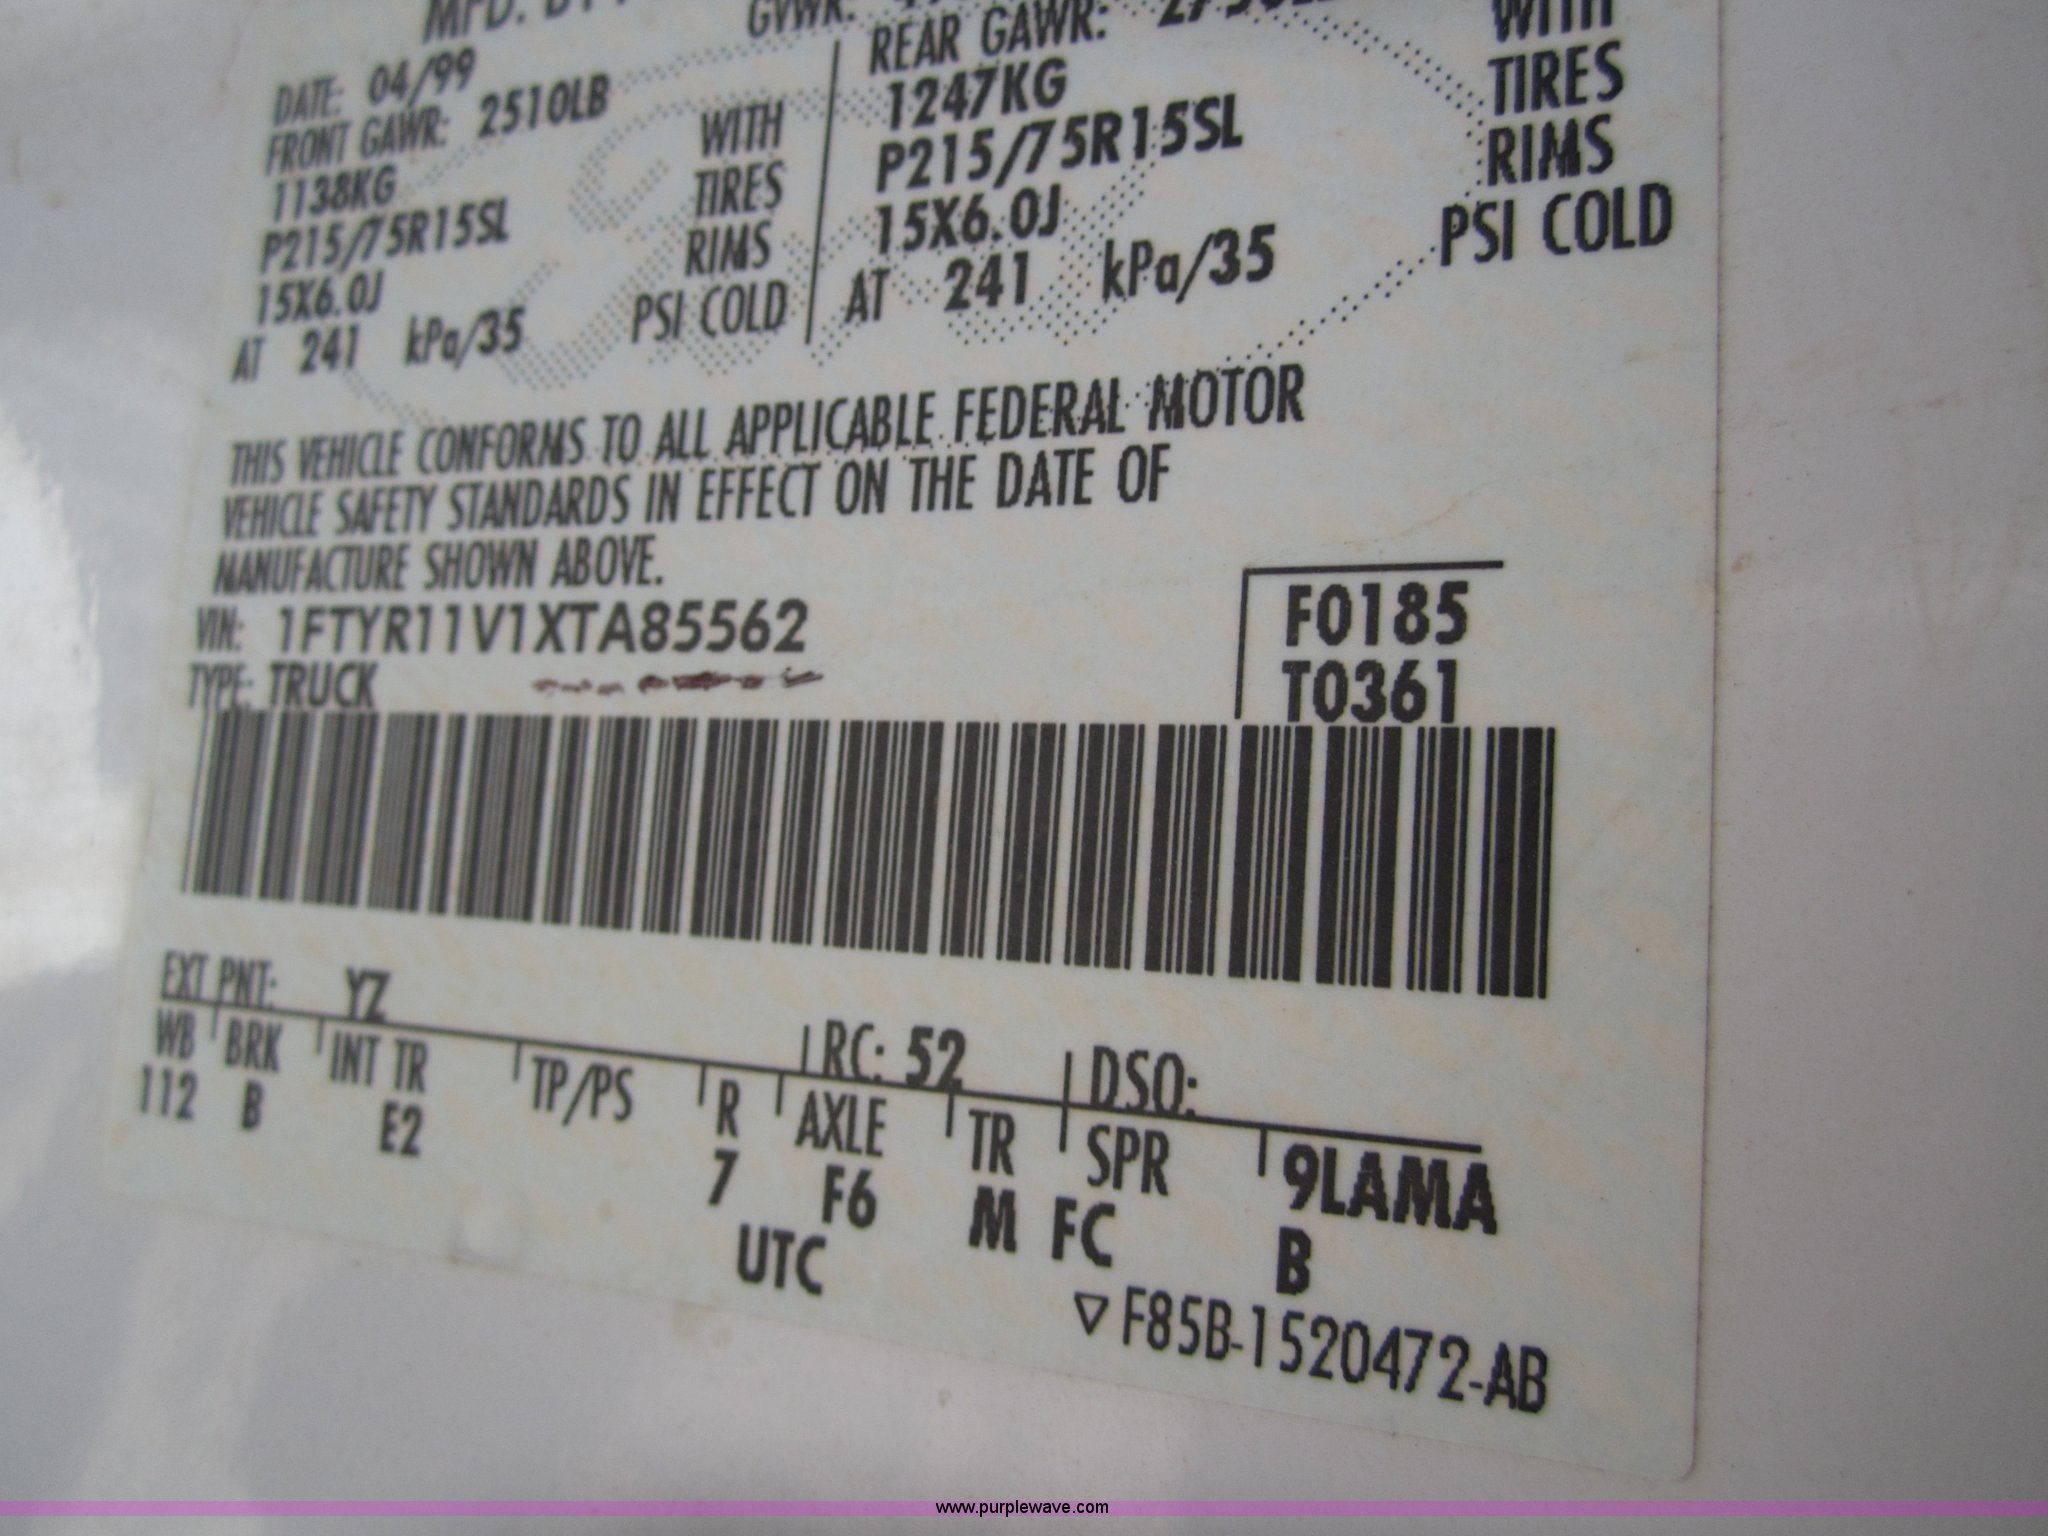 MFD. BY
GVWR:
DATE: 04/99
FRONT GAWR: 2510LB
1138KG WITH
P215/75R15SL TIRES
15X6.0J RIMS
AT 241 kPa/35 PSI COLD
REAR GAWR:
1247KG WITH
P215/75R15SL TIRES
15X6.0J RIMS
AT 241 kPa/35 PSI COLD
THIS VEHICLE CONFORMS TO ALL APPLICABLE FEDERAL MOTOR
VEHICLE SAFETY STANDARDS IN EFFECT ON THE DATE OF
MANUFACTURE SHOWN ABOVE.
VIN: 1FTYR11V1XTA85562
TYPE: TRUCK
F0185
T0361
EXT PNT: YZ RC: 52 DSO:
WB BRK INT TR TP/PS R AXLE TR SPR 9LAMA
112 B E2 7 F6 M FC B
UTC
▽ F85B-1520472-AB
www.purplewave.com